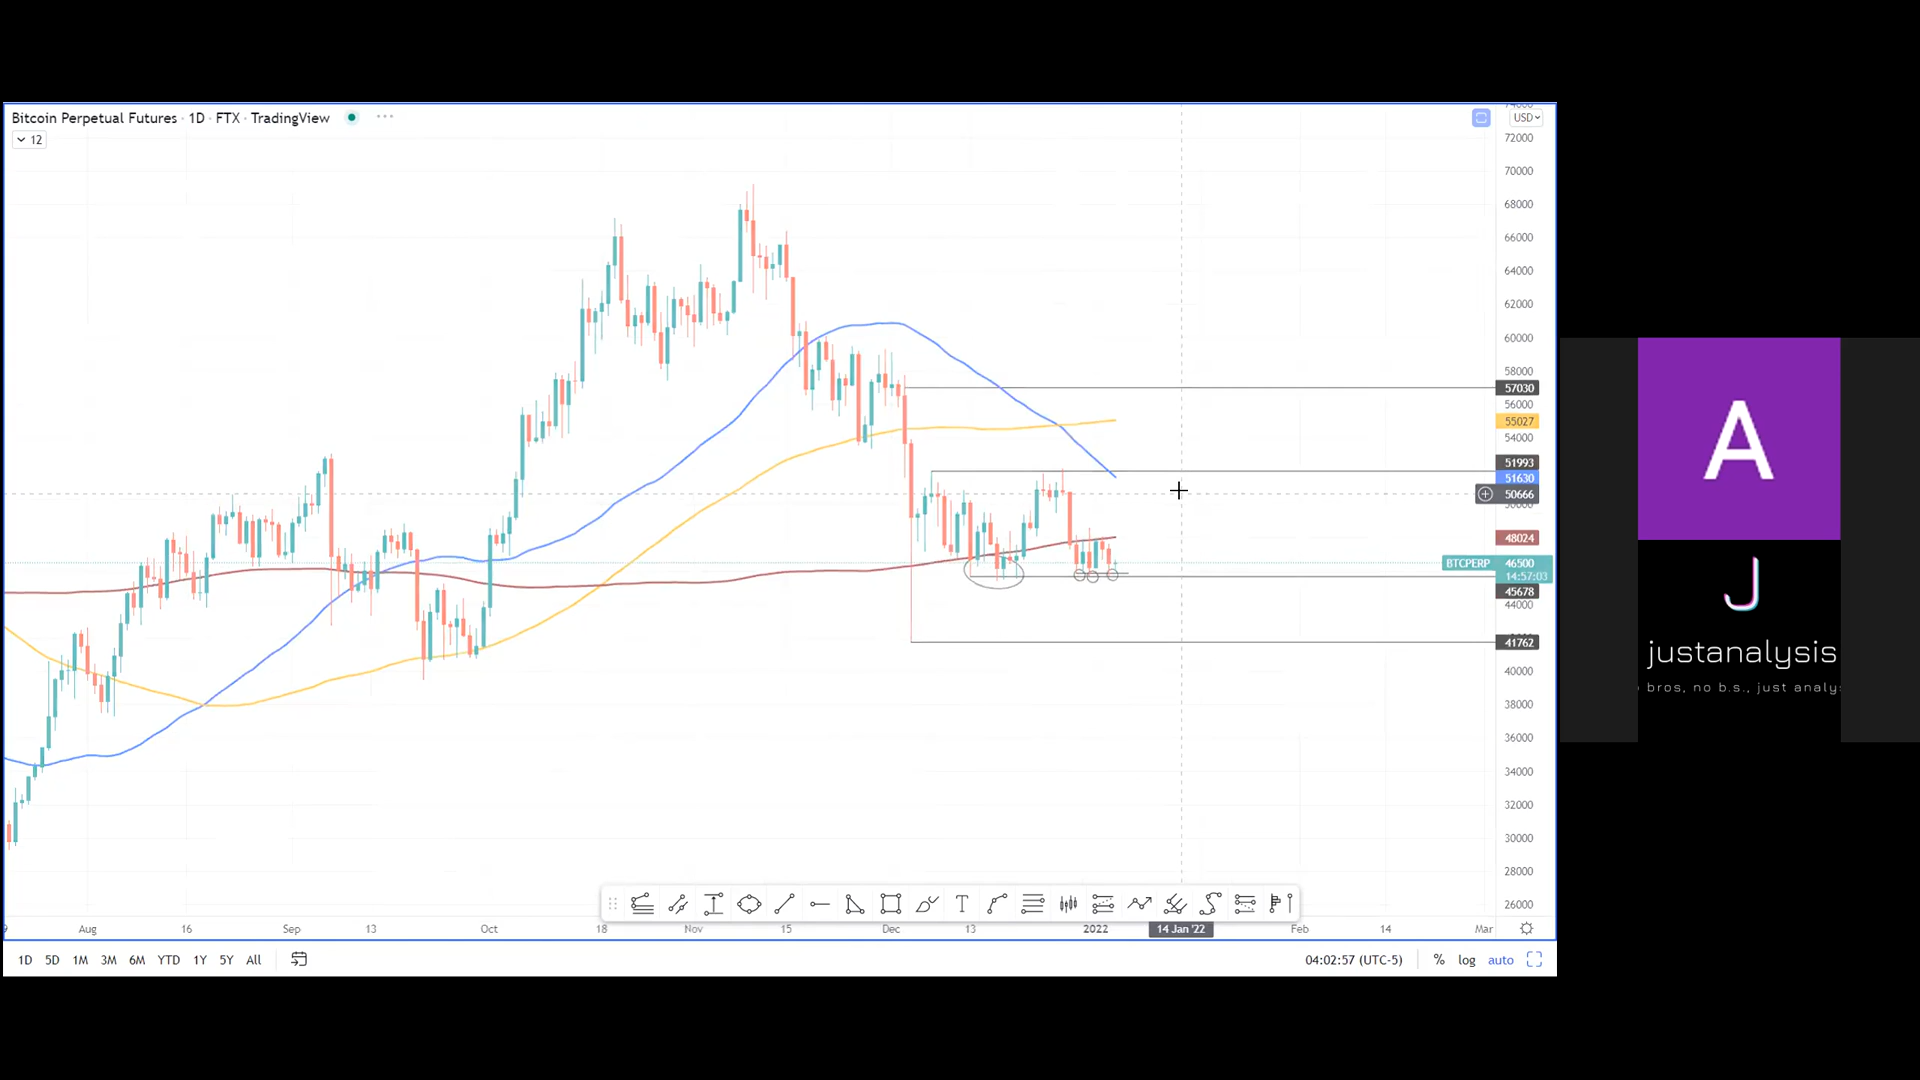 Bitcoin Perpetual Futures · 1D · FTX · TradingView
12
USD
72000
70000
68000
66000
64000
62000
60000
58000
57030
56000
55027
54000
51993
51630
50666
48024
BTCPERP 46500
14:57:03
45678
44000
41762
40000
38000
36000
34000
32000
30000
28000
26000
Aug 16 Sep 13 Oct 18 Nov 15 Dec 13 2022 14 Jan '22 Feb 14 Mar
1D 5D 1M 3M 6M YTD 1Y 5Y All
04:02:57 (UTC-5) % log auto
A
J
justanalysis
bros, no b.s., just analy